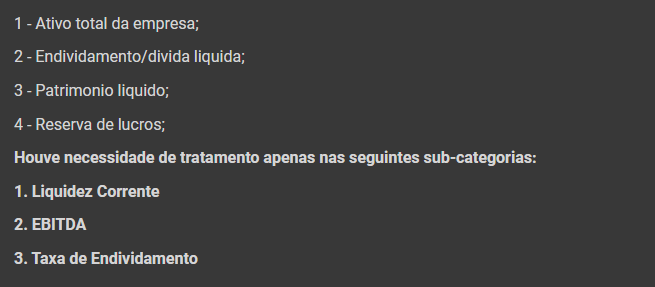 1 - Ativo total da empresa;
2 - Endividamento/divida liquida;
3 - Patrimonio liquido;
4 - Reserva de lucros;
Houve necessidade de tratamento apenas nas seguintes sub-categorias:
1. Liquidez Corrente
2. EBITDA
3. Taxa de Endividamento